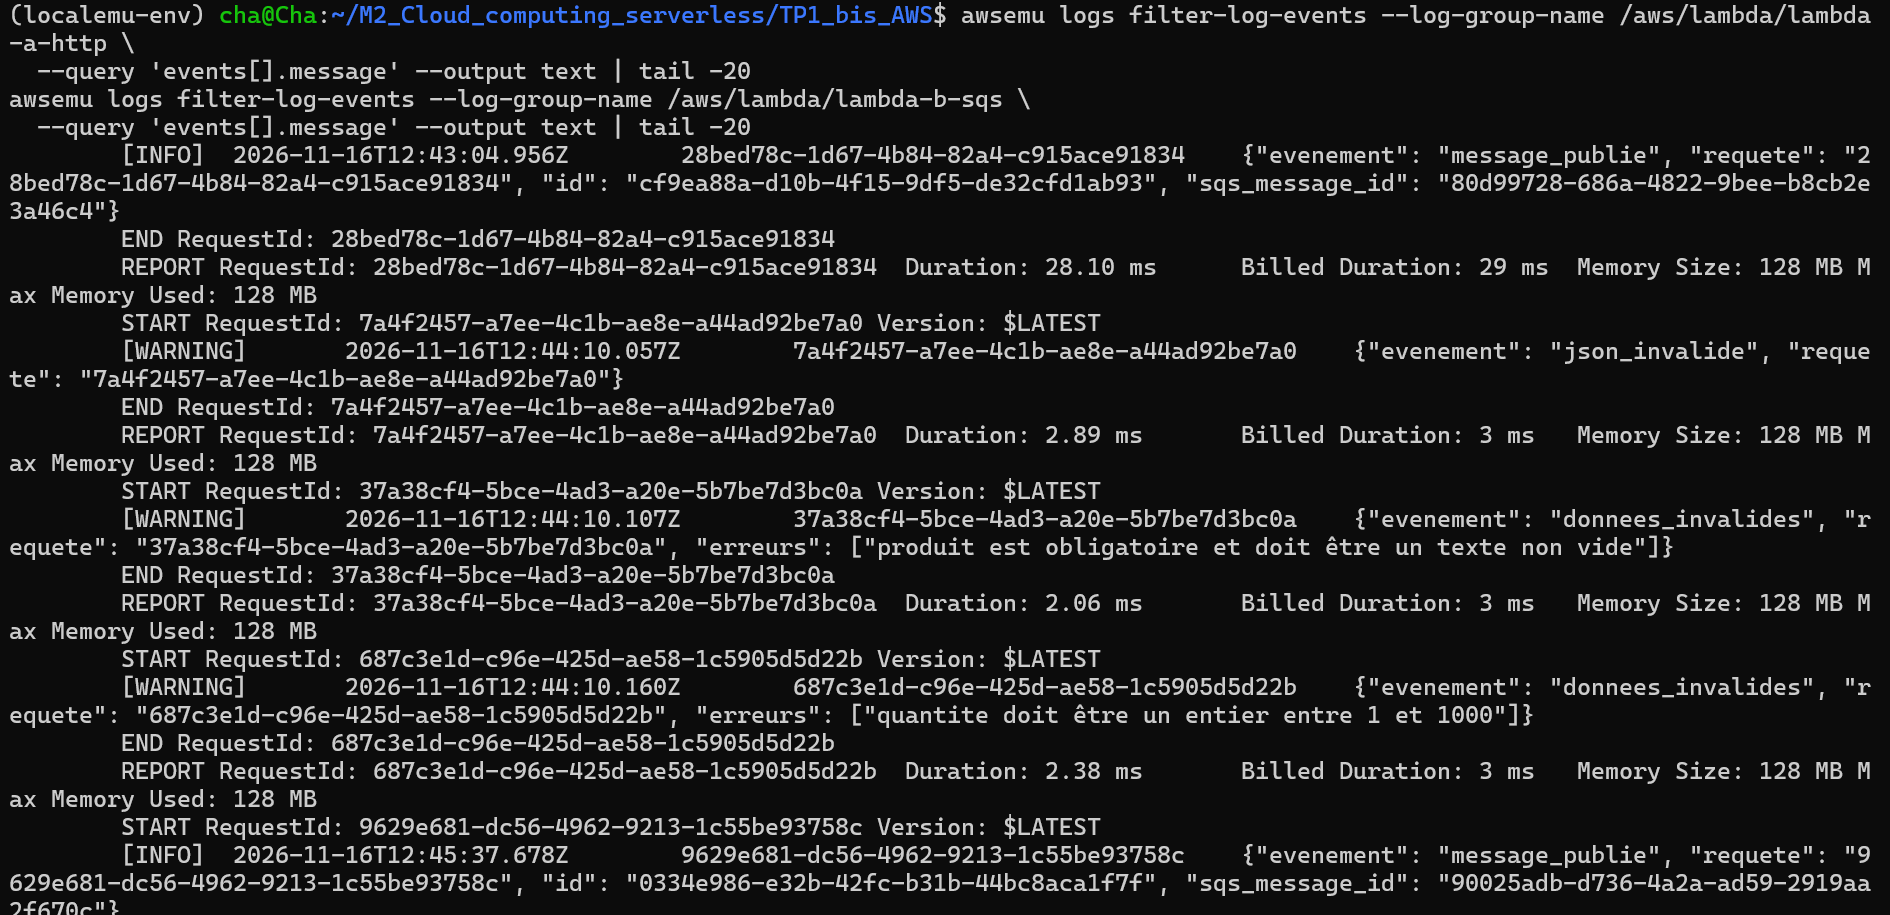 (localemu-env) cha@Cha:~/M2_Cloud_computing_serverless/TP1_bis_AWS$ awsemu logs filter-log-events --log-group-name /aws/lambda/lambda
-a-http \
  --query 'events[].message' --output text | tail -20
awsemu logs filter-log-events --log-group-name /aws/lambda/lambda-b-sqs \
  --query 'events[].message' --output text | tail -20
        [INFO]  2026-11-16T12:43:04.956Z        28bed78c-1d67-4b84-82a4-c915ace91834    {"evenement": "message_publie", "requete": "2
8bed78c-1d67-4b84-82a4-c915ace91834", "id": "cf9ea88a-d10b-4f15-9df5-de32cfd1ab93", "sqs_message_id": "80d99728-686a-4822-9bee-b8cb2e
3a46c4"}
        END RequestId: 28bed78c-1d67-4b84-82a4-c915ace91834
        REPORT RequestId: 28bed78c-1d67-4b84-82a4-c915ace91834  Duration: 28.10 ms      Billed Duration: 29 ms  Memory Size: 128 MB M
ax Memory Used: 128 MB
        START RequestId: 7a4f2457-a7ee-4c1b-ae8e-a44ad92be7a0 Version: $LATEST
        [WARNING]       2026-11-16T12:44:10.057Z        7a4f2457-a7ee-4c1b-ae8e-a44ad92be7a0    {"evenement": "json_invalide", "reque
te": "7a4f2457-a7ee-4c1b-ae8e-a44ad92be7a0"}
        END RequestId: 7a4f2457-a7ee-4c1b-ae8e-a44ad92be7a0
        REPORT RequestId: 7a4f2457-a7ee-4c1b-ae8e-a44ad92be7a0  Duration: 2.89 ms       Billed Duration: 3 ms   Memory Size: 128 MB M
ax Memory Used: 128 MB
        START RequestId: 37a38cf4-5bce-4ad3-a20e-5b7be7d3bc0a Version: $LATEST
        [WARNING]       2026-11-16T12:44:10.107Z        37a38cf4-5bce-4ad3-a20e-5b7be7d3bc0a    {"evenement": "donnees_invalides", "r
equete": "37a38cf4-5bce-4ad3-a20e-5b7be7d3bc0a", "erreurs": ["produit est obligatoire et doit être un texte non vide"]}
        END RequestId: 37a38cf4-5bce-4ad3-a20e-5b7be7d3bc0a
        REPORT RequestId: 37a38cf4-5bce-4ad3-a20e-5b7be7d3bc0a  Duration: 2.06 ms       Billed Duration: 3 ms   Memory Size: 128 MB M
ax Memory Used: 128 MB
        START RequestId: 687c3e1d-c96e-425d-ae58-1c5905d5d22b Version: $LATEST
        [WARNING]       2026-11-16T12:44:10.160Z        687c3e1d-c96e-425d-ae58-1c5905d5d22b    {"evenement": "donnees_invalides", "r
equete": "687c3e1d-c96e-425d-ae58-1c5905d5d22b", "erreurs": ["quantite doit être un entier entre 1 et 1000"]}
        END RequestId: 687c3e1d-c96e-425d-ae58-1c5905d5d22b
        REPORT RequestId: 687c3e1d-c96e-425d-ae58-1c5905d5d22b  Duration: 2.38 ms       Billed Duration: 3 ms   Memory Size: 128 MB M
ax Memory Used: 128 MB
        START RequestId: 9629e681-dc56-4962-9213-1c55be93758c Version: $LATEST
        [INFO]  2026-11-16T12:45:37.678Z        9629e681-dc56-4962-9213-1c55be93758c    {"evenement": "message_publie", "requete": "9
629e681-dc56-4962-9213-1c55be93758c", "id": "0334e986-e32b-42fc-b31b-44bc8aca1f7f", "sqs_message_id": "90025adb-d736-4a2a-ad59-2919aa
2f670c"}